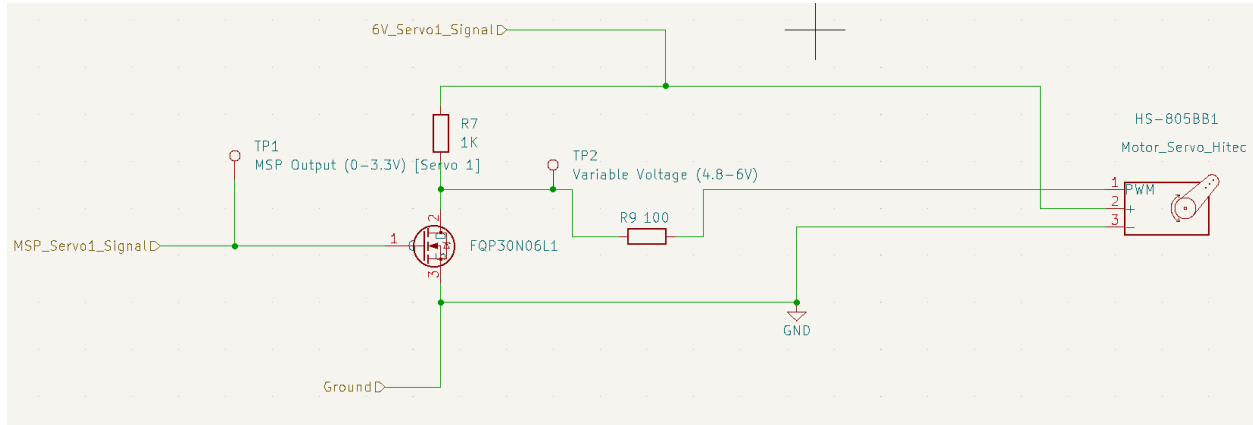 6V_Servo1_Signal
R7
1K
HS-805BB1
Motor_Servo_Hitec
TP1
MSP Output (0-3.3V) [Servo 1]
TP2
Variable Voltage (4.8-6V)
1
PWM
2
+
3
-
R9 100
2
D
MSP_Servo1_Signal
1
G
S
FQP30N06L1
3
GND
Ground